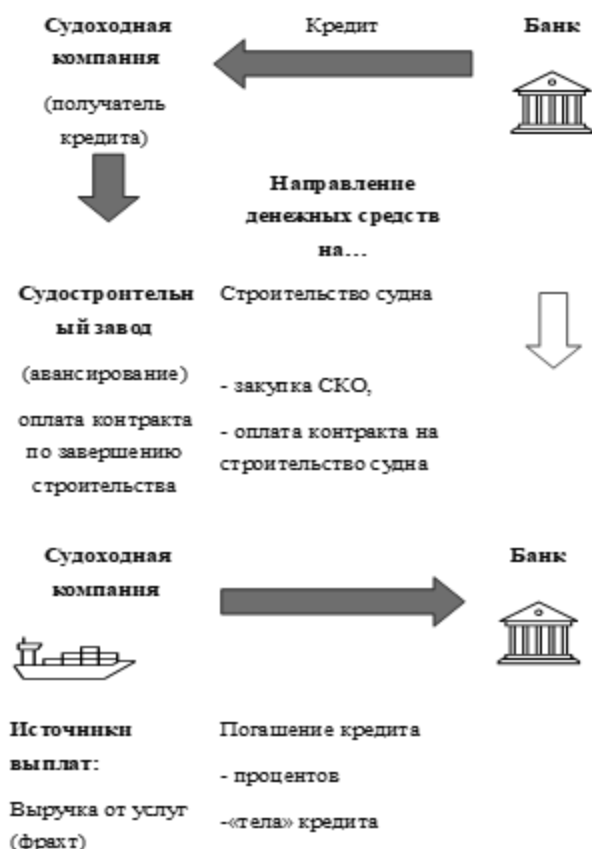 Судоходная
компания
(получатель
кредита)
Кредит
Банк
Направление
денежных средств
на...
Судостроительн
ый завод
(авансирование)
оплата контракта
по завершению
строительства
Строительство судна
- закупка СКО,
- оплата контракта на
строительство судна
Судоходная
компания
Банк
Источники
выплат:
Выручка от услуг
(фрахт)
Погашение кредита
- процентов
-«тела» кредита